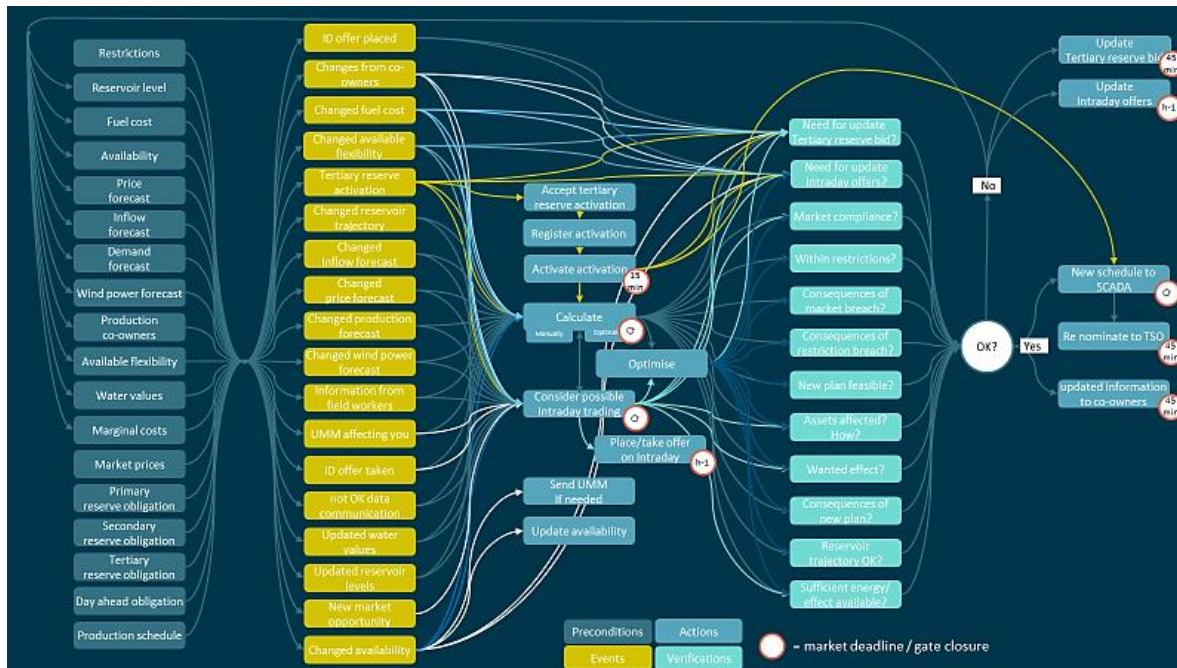 Restrictions
Reservoir level
Fuel cost
Availability
Price
forecast
Inflow
forecast
Demand
forecast
Wind power forecast
Production
co-owners
Available flexibility
Water values
Marginal costs
Market prices
Primary
reserve obligation
Secondary
reserve obligation
Tertiary
reserve obligation
Day ahead obligation
Production schedule
ID offer placed
Changes from co-
owners
Changed fuel cost
Changed available
flexibility
Tertiary reserve
activation
Changed reservoir
trajectory
Changed
Inflow forecast
Changed
price forecast
Changed production
forecast
Changed wind power
forecast
Information from
field workers
UMM affecting you
ID offer taken
not OK data
communication
Updated water
values
Updated reservoir
levels
New market
opportunity
Changed availability
Accept tertiary
reserve activation
Register activation
Activate activation
15
min
Calculate
Manually
Optimise
Consider possible
Intraday trading
Place/take offer
on Intraday
h-1
Send UMM
If needed
Update availability
Need for update
Tertiary reserve bid?
Need for update
Intraday offers?
Market compliance?
Within restrictions?
Consequences of
market breach?
Consequences of
restriction breach?
New plan feasible?
Assets affected?
How?
Wanted effect?
Consequences of
new plan?
Reservoir
trajectory OK?
Sufficient energy/
effect available?
OK?
No
Yes
Update
Tertiary reserve bid
45
min
Update
Intraday offers
h-1
New schedule to
SCADA
Re nominate to TSO
45
min
updated information
to co-owners
45
min
Preconditions
Actions
Events
Verifications
= market deadline / gate closure